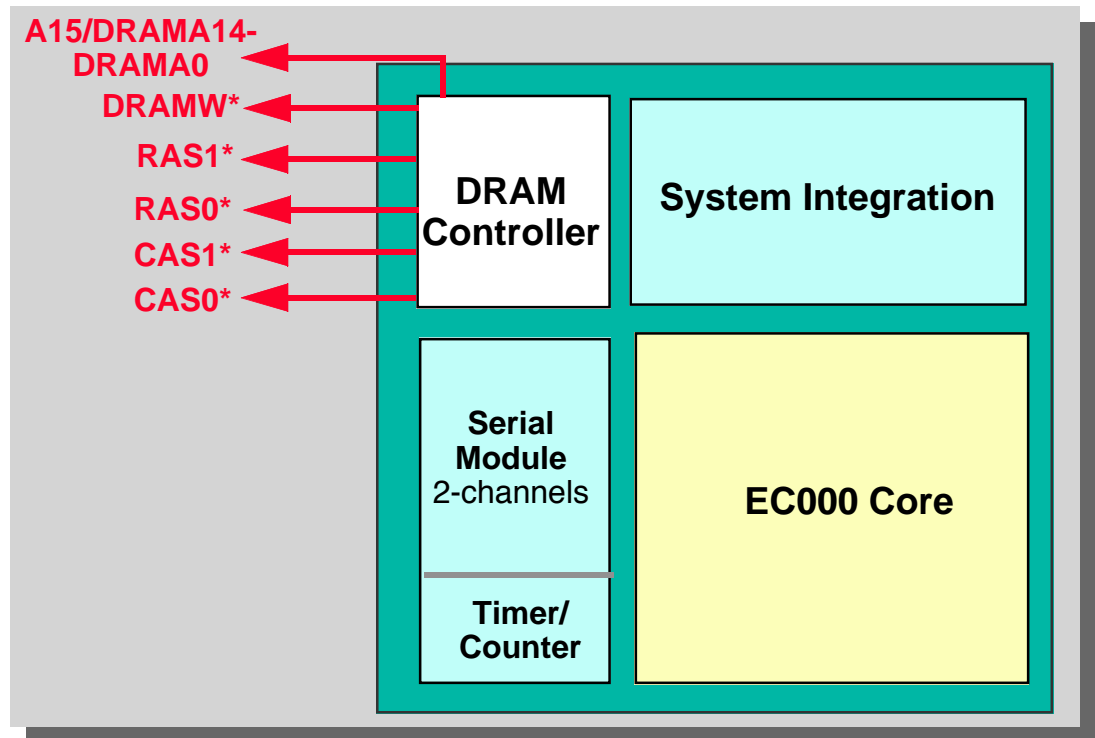 A15/DRAMA14-
DRAMA0
DRAMW*
RAS1*
RAS0*
CAS1*
CAS0*
DRAM
Controller
System Integration
Serial
Module
2-channels
Timer/
Counter
EC000 Core